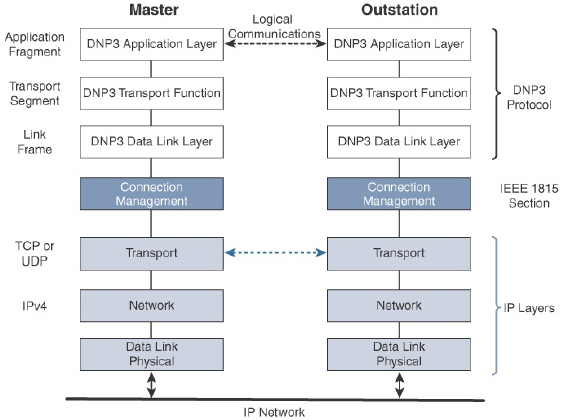 Master
Outstation
Logical
Communications
Application
Fragment
DNP3 Application Layer
DNP3 Application Layer
Transport
Segment
DNP3 Transport Function
DNP3 Transport Function
DNP3
Protocol
Link
Frame
DNP3 Data Link Layer
DNP3 Data Link Layer
Connection
Management
Connection
Management
IEEE 1815
Section
TCP or
UDP
Transport
Transport
IPv4
Network
Network
IP Layers
Data Link
Physical
Data Link
Physical
IP Network